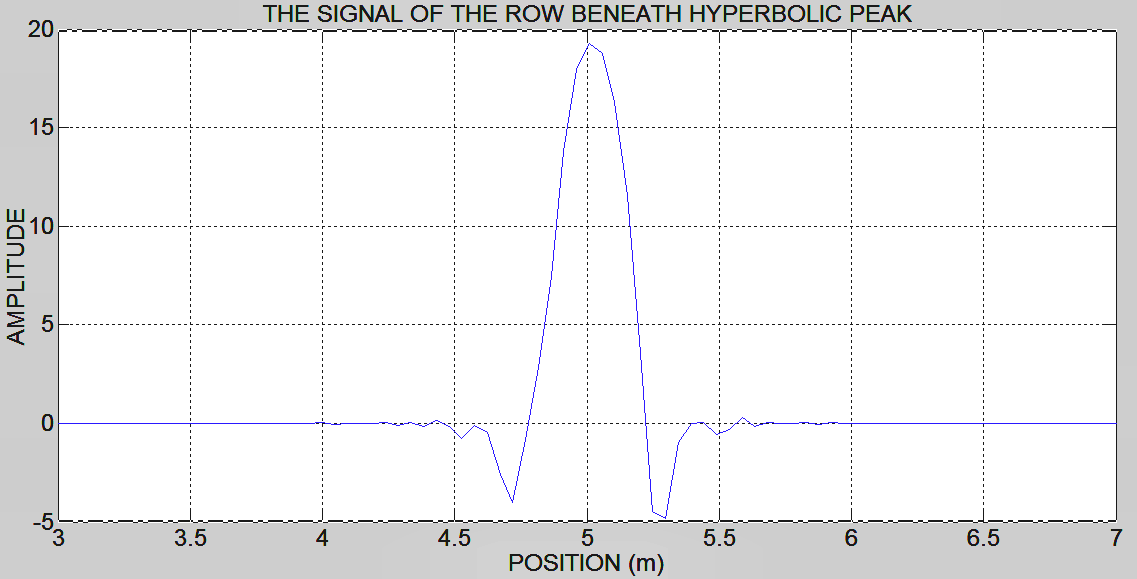 THE SIGNAL OF THE ROW BENEATH HYPERBOLIC PEAK
20
15
10
5
0
-5
AMPLITUDE
3 3.5 4 4.5 5 5.5 6 6.5 7
POSITION (m)